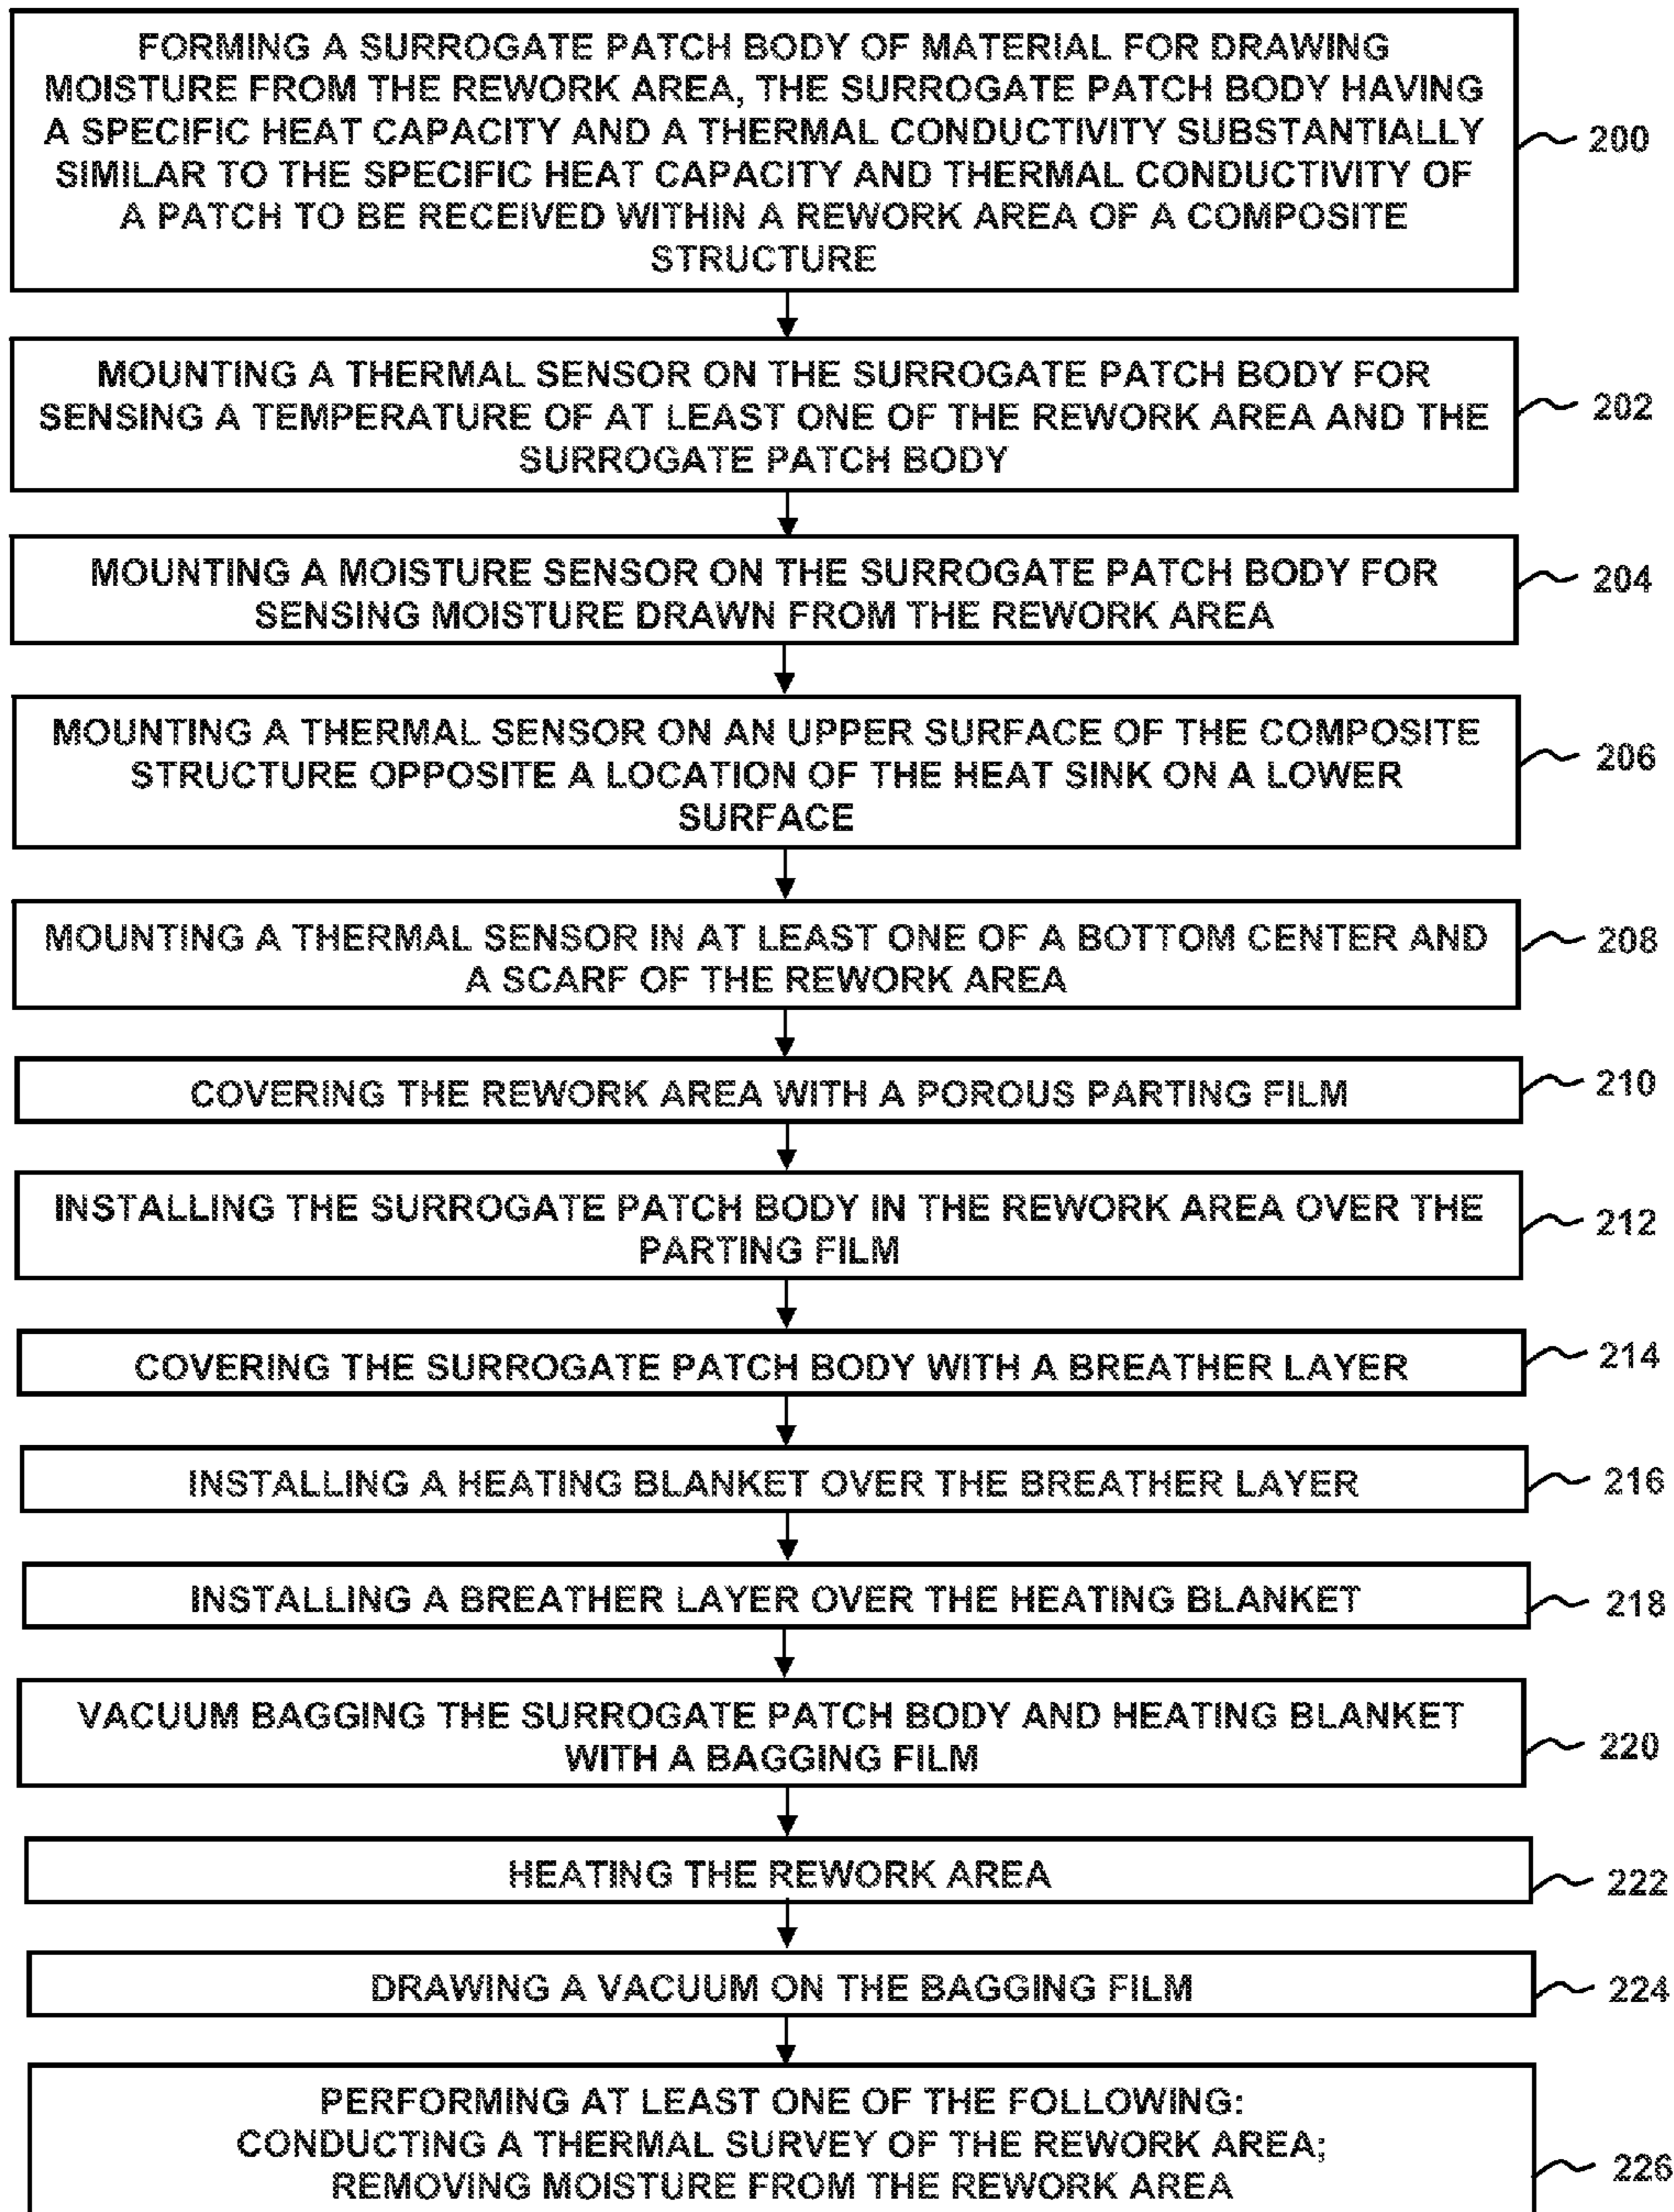 FORMING A SURROGATE PATCH BODY OF MATERIAL FOR DRAWING
MOISTURE FROM THE REWORK AREA, THE SURROGATE PATCH BODY HAVING
A SPECIFIC HEAT CAPACITY AND A THERMAL CONDUCTIVITY SUBSTANTIALLY
SIMILAR TO THE SPECIFIC HEAT CAPACITY AND THERMAL CONDUCTIVITY OF
A PATCH TO BE RECEIVED WITHIN A REWORK AREA OF A COMPOSITE
STRUCTURE
200
MOUNTING A THERMAL SENSOR ON THE SURROGATE PATCH BODY FOR
SENSING A TEMPERATURE OF AT LEAST ONE OF THE REWORK AREA AND THE
SURROGATE PATCH BODY
202
MOUNTING A MOISTURE SENSOR ON THE SURROGATE PATCH BODY FOR
SENSING MOISTURE DRAWN FROM THE REWORK AREA
204
MOUNTING A THERMAL SENSOR ON AN UPPER SURFACE OF THE COMPOSITE
STRUCTURE OPPOSITE A LOCATION OF THE HEAT SINK ON A LOWER
SURFACE
206
MOUNTING A THERMAL SENSOR IN AT LEAST ONE OF A BOTTOM CENTER AND
A SCARF OF THE REWORK AREA
208
COVERING THE REWORK AREA WITH A POROUS PARTING FILM
210
INSTALLING THE SURROGATE PATCH BODY IN THE REWORK AREA OVER THE
PARTING FILM
212
COVERING THE SURROGATE PATCH BODY WITH A BREATHER LAYER
214
INSTALLING A HEATING BLANKET OVER THE BREATHER LAYER
216
INSTALLING A BREATHER LAYER OVER THE HEATING BLANKET
218
VACUUM BAGGING THE SURROGATE PATCH BODY AND HEATING BLANKET
WITH A BAGGING FILM
220
HEATING THE REWORK AREA
222
DRAWING A VACUUM ON THE BAGGING FILM
224
PERFORMING AT LEAST ONE OF THE FOLLOWING:
CONDUCTING A THERMAL SURVEY OF THE REWORK AREA;
REMOVING MOISTURE FROM THE REWORK AREA
226